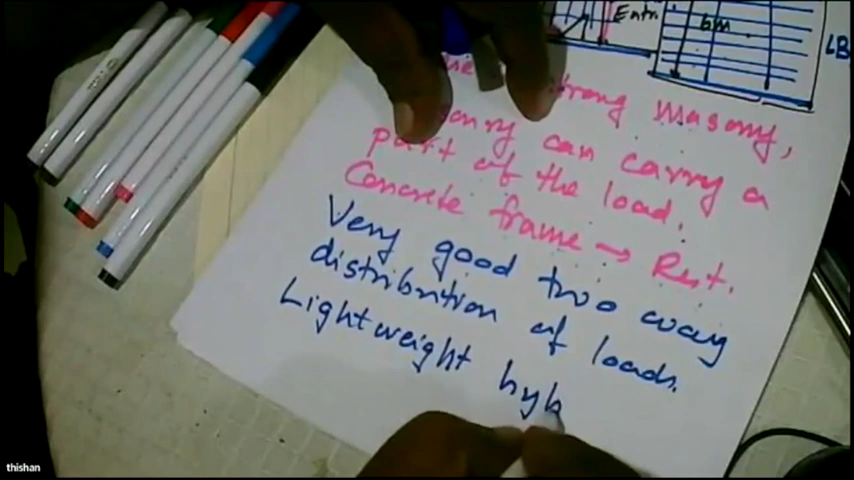 Entr
6m
LB
strong masonry,
can carry a
part of the load.
Concrete frame → Rest.
Very good two way
distribution of loads.
Lightweight hyb
thishan